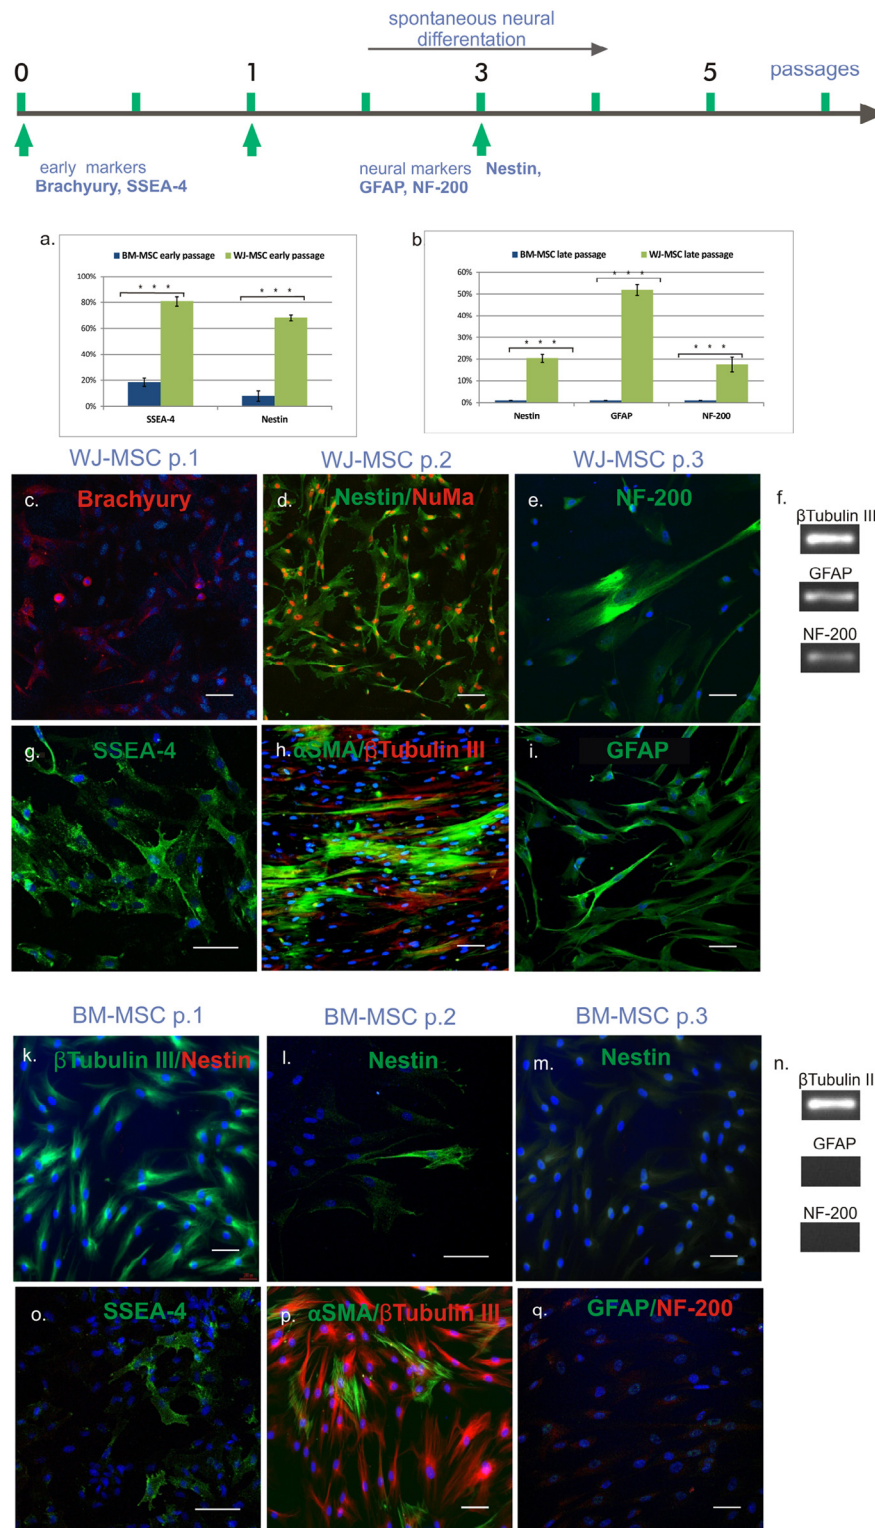 spontaneous neural
differentation
0 1 3 5 passages
early markers
Brachyury, SSEA-4
neural markers Nestin,
GFAP, NF-200
a.
BM-MSC early passage WJ-MSC early passage
100%
80%
60%
40%
20%
0%
* * *
* * *
SSEA-4 Nestin
b
BM-MSC late passage WJ-MSC late passage
60%
50%
40%
30%
20%
10%
0%
* * *
* * *
* * *
Nestin GFAP NF-200
WJ-MSC p.1 WJ-MSC p.2 WJ-MSC p.3
c. Brachyury
d. Nestin/NuMa
e. NF-200
f.
βTubulin III
GFAP
NF-200
g. SSEA-4
h. αSMA/βTubulin III
i. GFAP
BM-MSC p.1 BM-MSC p.2 BM-MSC p.3
k. βTubulin III/Nestin
l. Nestin
m. Nestin
n.
βTubulin II
GFAP
NF-200
o. SSEA-4
p. αSMA/βTubulin III
q. GFAP/NF-200